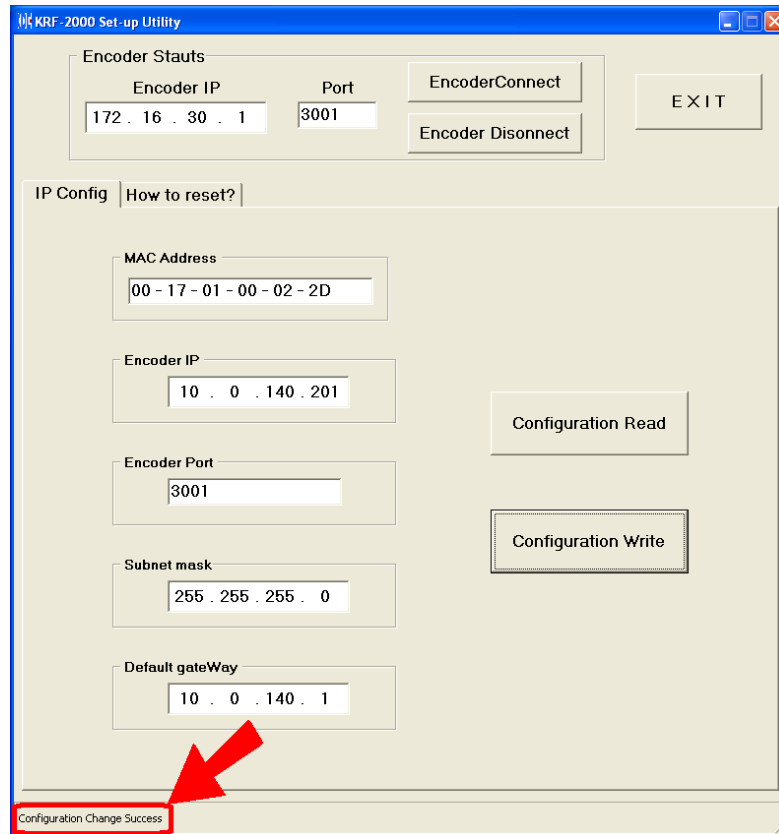 KRF-2000 Set-up Utility
Encoder Stauts
Encoder IP
Port
EncoderConnect
EXIT
172 . 16 . 30 . 1
3001
Encoder Disonnect
IP Config
How to reset?
MAC Address
00 - 17 - 01 - 00 - 02 - 2D
Encoder IP
10 . 0 . 140 . 201
Configuration Read
Encoder Port
3001
Configuration Write
Subnet mask
255 . 255 . 255 . 0
Default gateWay
10 . 0 . 140 . 1
Configuration Change Success